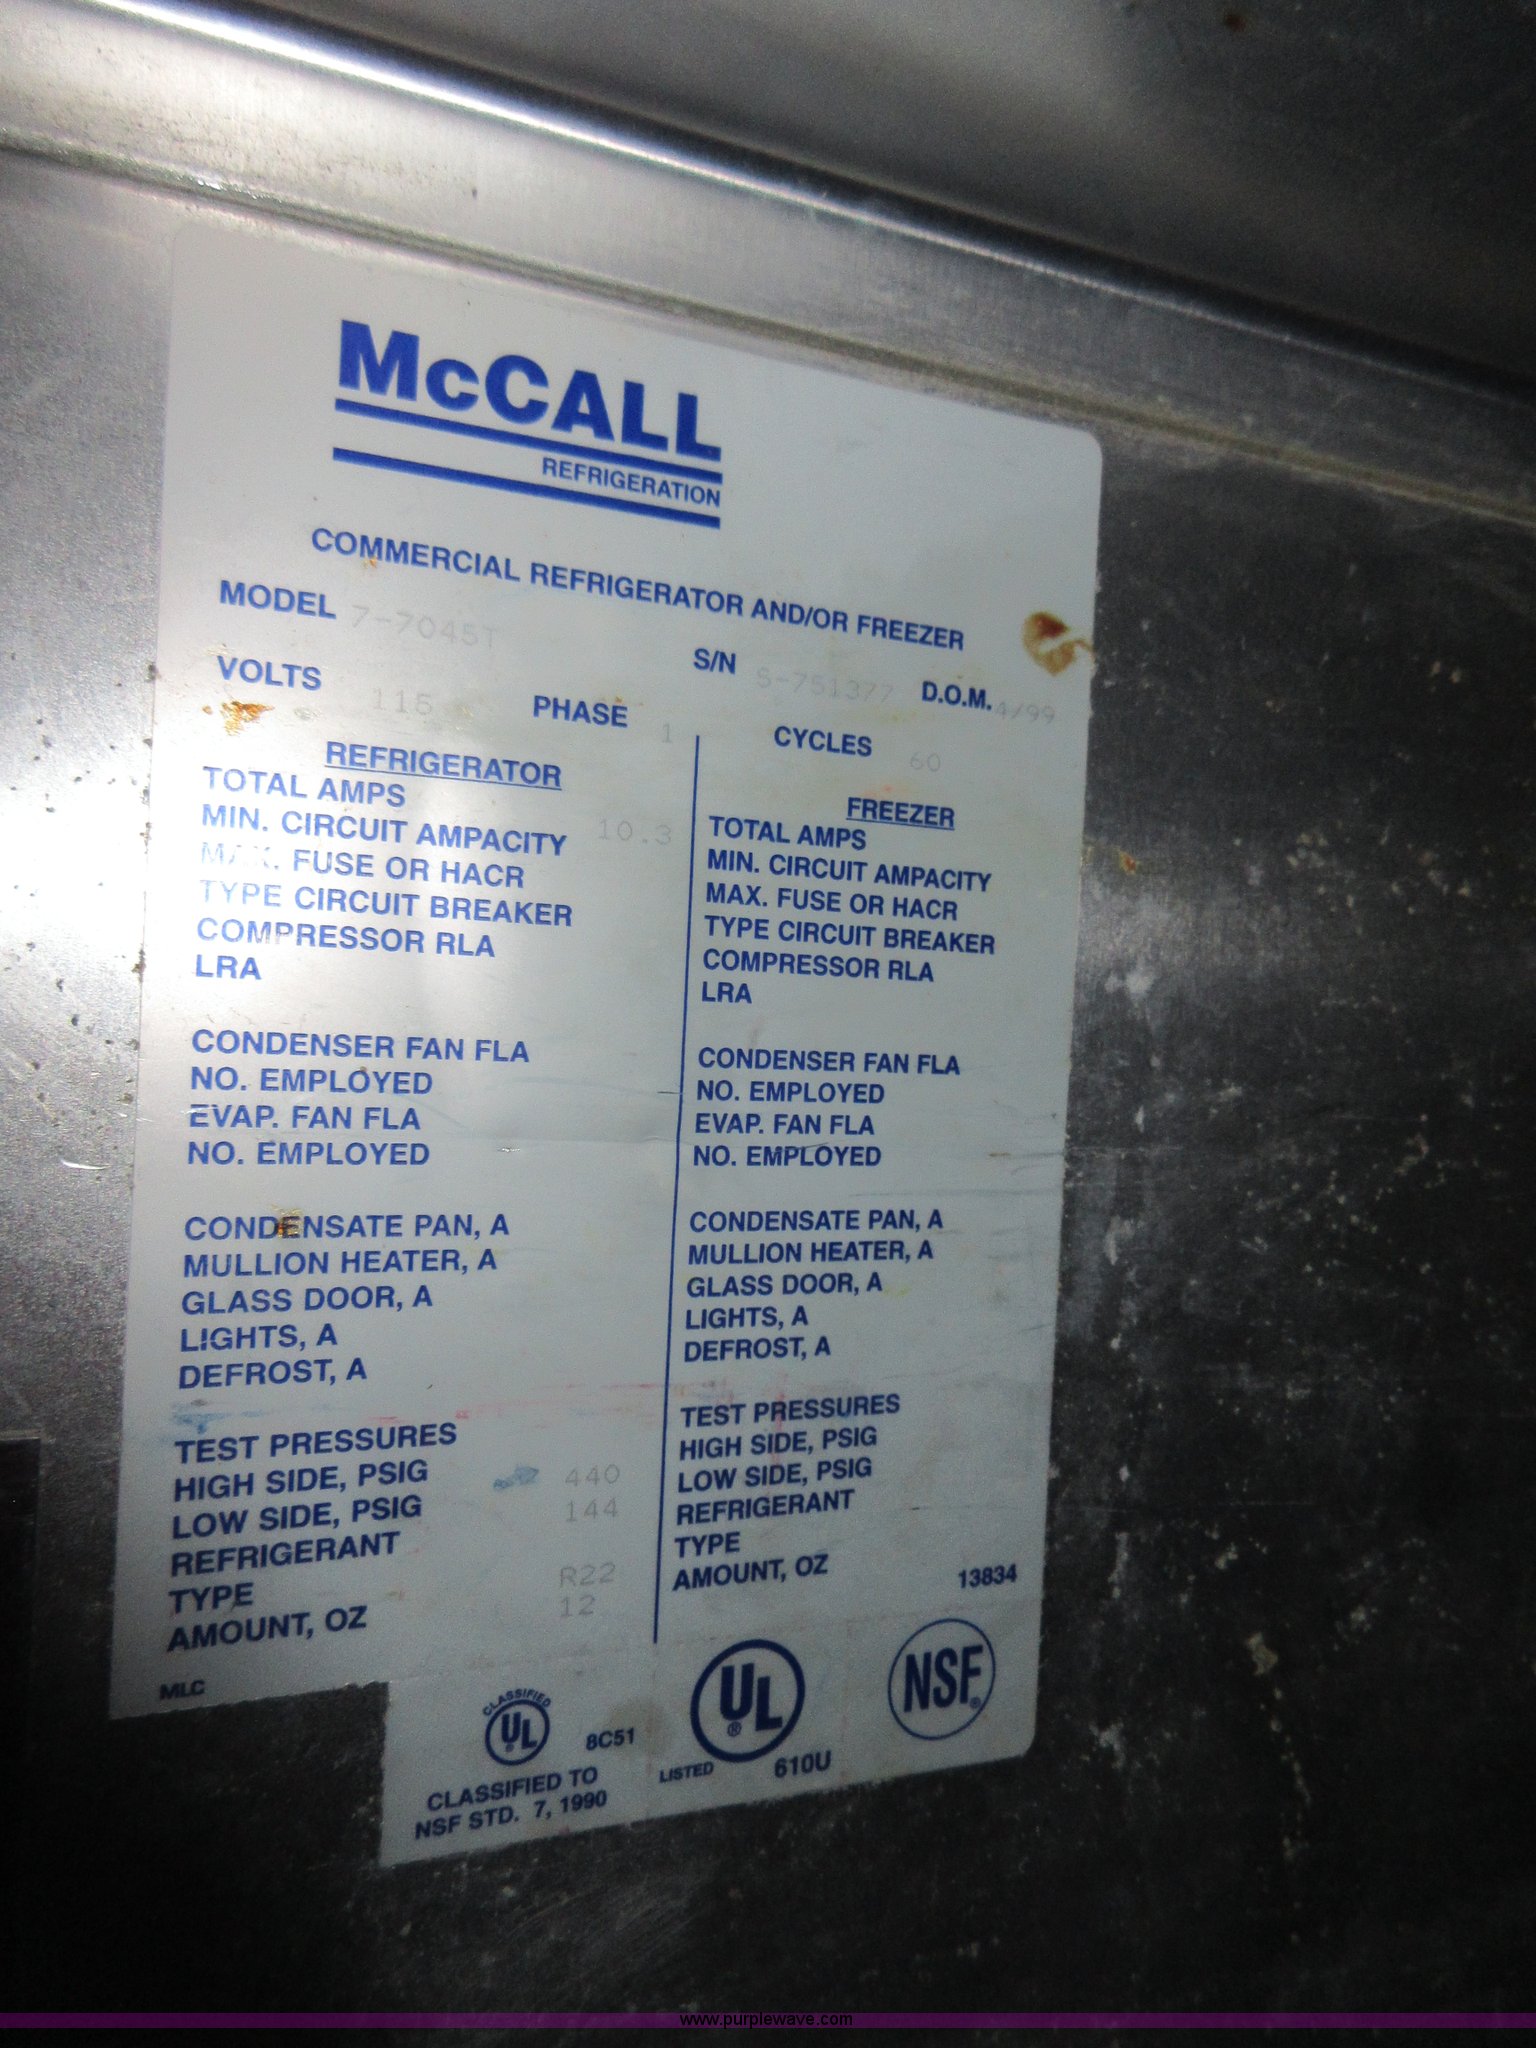 McCALL
REFRIGERATION
COMMERCIAL REFRIGERATOR AND/OR FREEZER
MODEL 7-7045T S/N S-751377 D.O.M. 4/99
VOLTS 115 PHASE 1 CYCLES 60
REFRIGERATOR
TOTAL AMPS 10.3
MIN. CIRCUIT AMPACITY
MAX. FUSE OR HACR
TYPE CIRCUIT BREAKER
COMPRESSOR RLA
LRA
CONDENSER FAN FLA
NO. EMPLOYED
EVAP. FAN FLA
NO. EMPLOYED
CONDENSATE PAN, A
MULLION HEATER, A
GLASS DOOR, A
LIGHTS, A
DEFROST, A
TEST PRESSURES
HIGH SIDE, PSIG 440
LOW SIDE, PSIG 144
REFRIGERANT
TYPE R22
AMOUNT, OZ 12
MLC
FREEZER
TOTAL AMPS
MIN. CIRCUIT AMPACITY
MAX. FUSE OR HACR
TYPE CIRCUIT BREAKER
COMPRESSOR RLA
LRA
CONDENSER FAN FLA
NO. EMPLOYED
EVAP. FAN FLA
NO. EMPLOYED
CONDENSATE PAN, A
MULLION HEATER, A
GLASS DOOR, A
LIGHTS, A
DEFROST, A
TEST PRESSURES
HIGH SIDE, PSIG
LOW SIDE, PSIG
REFRIGERANT
TYPE
AMOUNT, OZ
13834
CLASSIFIED
UL ®
8C51
CLASSIFIED TO
NSF STD. 7, 1990
UL ®
LISTED 610U
NSF ®
www.purplewave.com